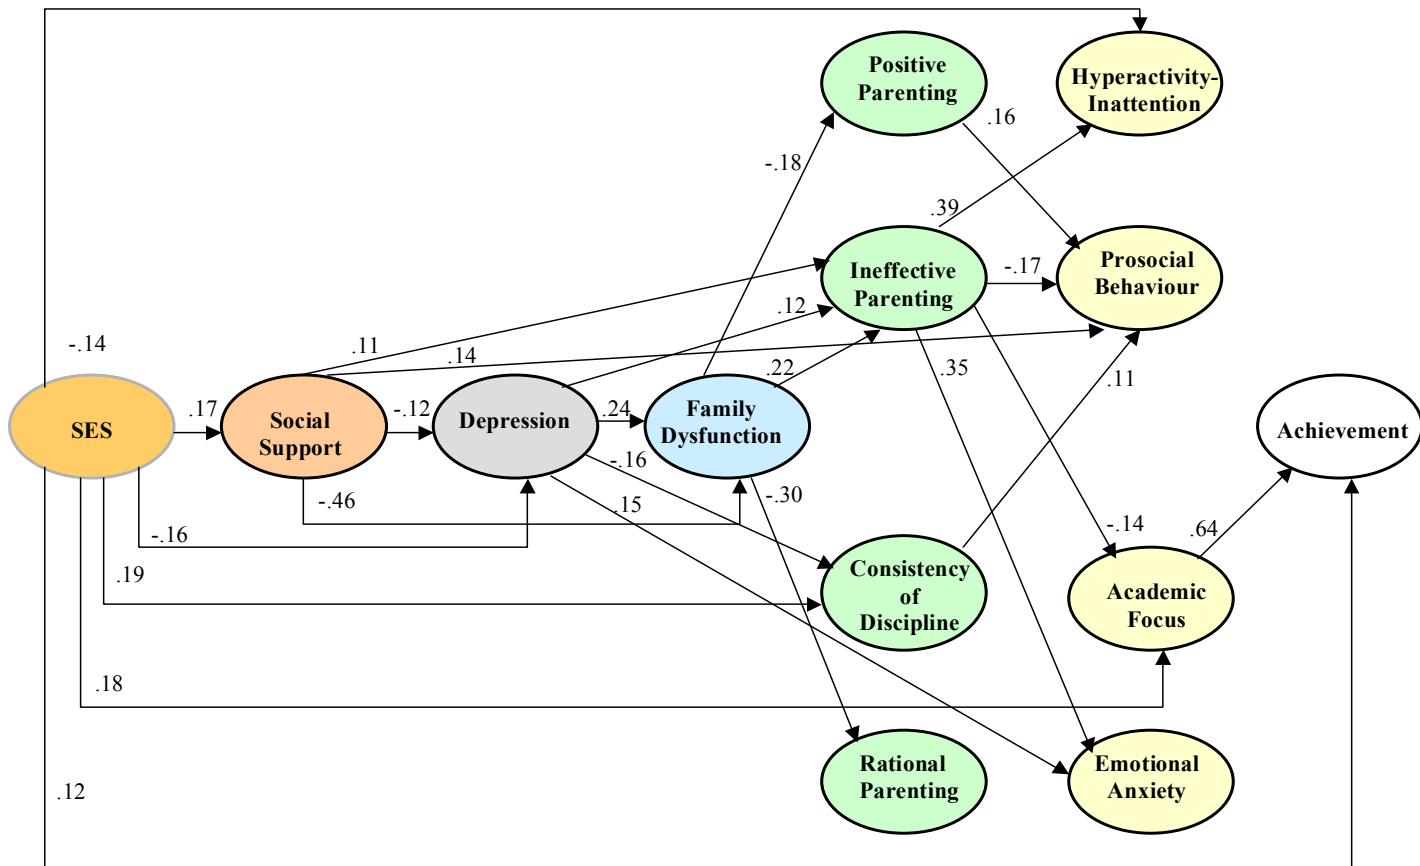 Positive
Parenting
Hyperactivity-
Inattention
.16
-.18
.39
Ineffective
Parenting
-.17
Prosocial
Behaviour
.12
-.14
.11
.14
.22
.35
.11
SES
.17
Social
Support
-.12
Depression
.24
Family
Dysfunction
Achievement
-.16
-.30
-.46
.15
-.16
-.14
.64
.19
Consistency
of
Discipline
Academic
Focus
.18
.12
Rational
Parenting
Emotional
Anxiety